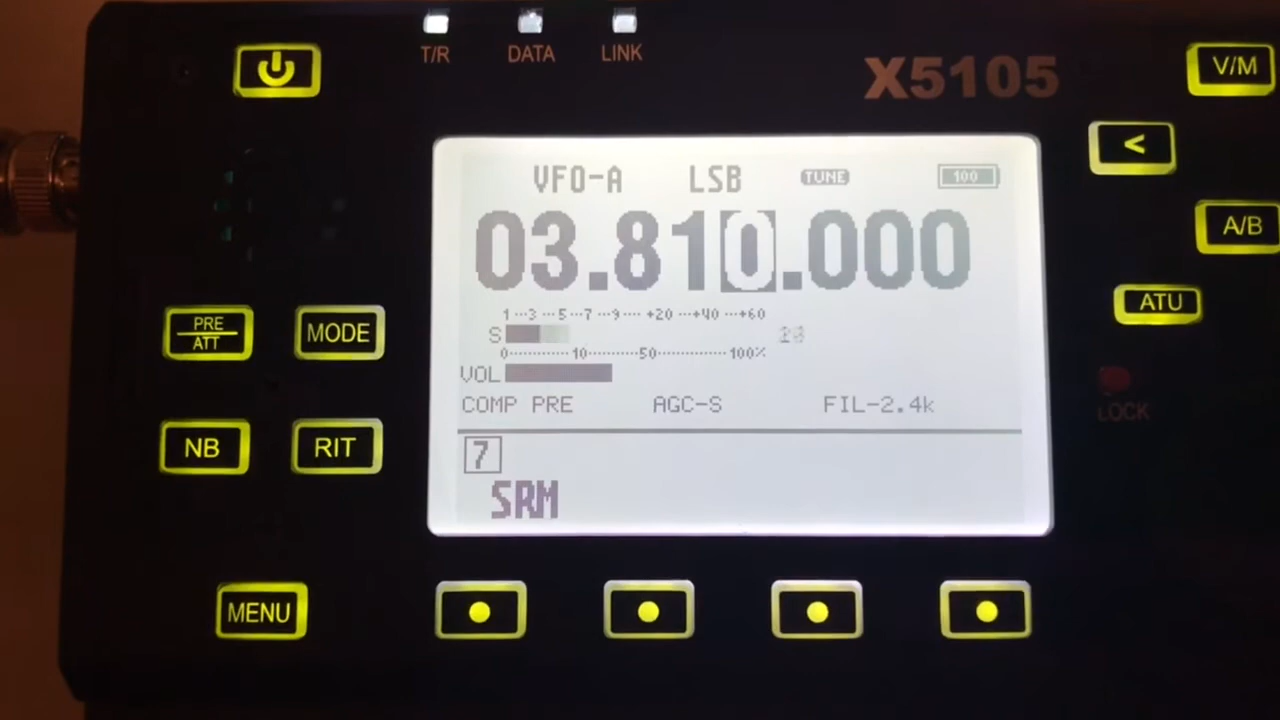 T/R DATA LINK
X5105
V/M
<
VFO-A LSB TUNE 100
03.810.000
A/B
1 ···3 ···5 ···7 ···9 ···· +20 ···+40 ···+60
S
0··········10··········50··········100%
VOL
ATU
PRE
ATT
MODE
COMP PRE AGC-S FIL-2.4k
LOCK
NB
RIT
7
SRM
MENU